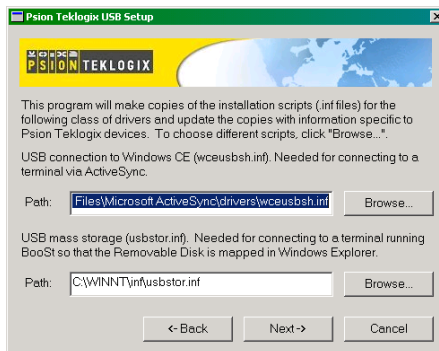 Psion Teklogix USB Setup
PSION TEKLOGIX
This program will make copies of the installation scripts (.inf files) for the
following class of drivers and update the copies with information specific to
Psion Teklogix devices. To choose different scripts, click "Browse...".
USB connection to Windows CE (wceusbsh.inf). Needed for connecting to a
terminal via ActiveSync.
Path: Files\Microsoft ActiveSync\drivers\wceusbsh.inf Browse...
USB mass storage (usbstor.inf). Needed for connecting to a terminal running
BooSt so that the Removable Disk is mapped in Windows Explorer.
Path: C:\WINNT\inf\usbstor.inf Browse...
<- Back Next -> Cancel